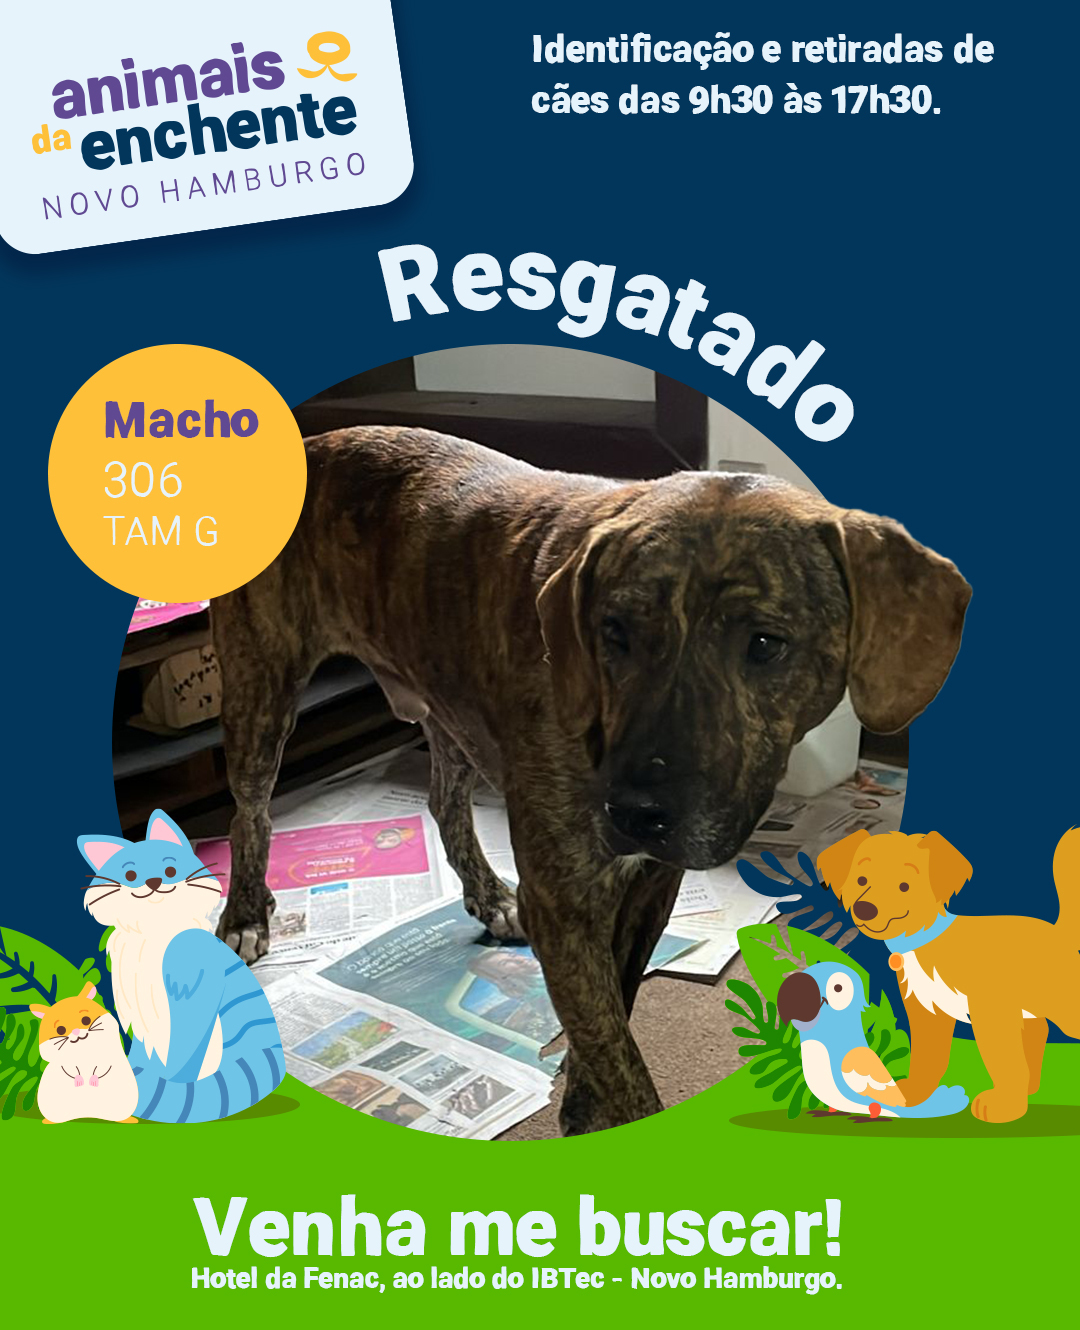 animais
da enchente
NOVO HAMBURGO
Identificação e retiradas de
cães das 9h30 às 17h30.
Resgatado
Macho
306
TAM G
Venha me buscar!
Hotel da Fenac, ao lado do IBTec - Novo Hamburgo.